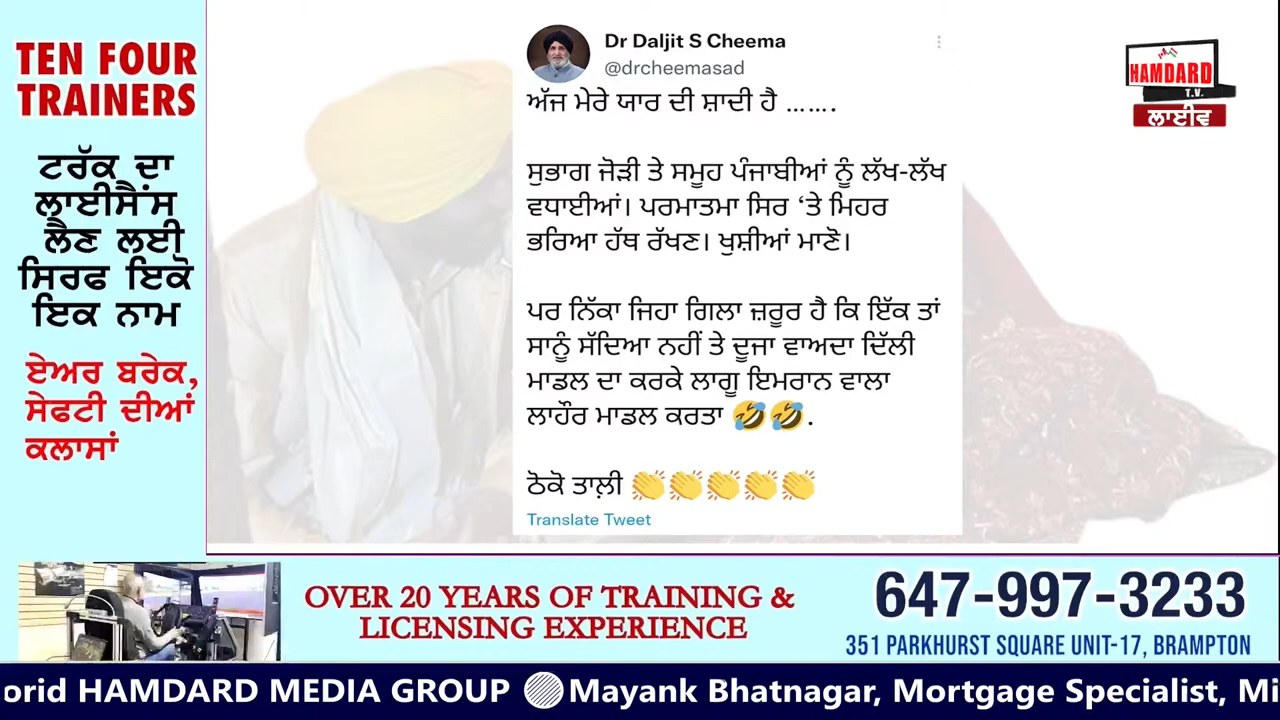 TEN FOUR
TRAINERS
ਟਰੱਕ ਦਾ
ਲਾਈਸੈਂਸ
ਲੈਣ ਲਈ
ਸਿਰਫ ਇਕੋ
ਇਕ ਨਾਮ
ਏਅਰ ਬਰੇਕ,
ਸੇਫਟੀ ਦੀਆਂ
ਕਲਾਸਾਂ
Dr Daljit S Cheema
@drcheemasad
ਅੱਜ ਮੇਰੇ ਯਾਰ ਦੀ ਸ਼ਾਦੀ ਹੈ …….
ਸੁਭਾਗ ਜੋੜੀ ਤੇ ਸਮੂਹ ਪੰਜਾਬੀਆਂ ਨੂੰ ਲੱਖ-ਲੱਖ
ਵਧਾਈਆਂ। ਪਰਮਾਤਮਾ ਸਿਰ ‘ਤੇ ਮਿਹਰ
ਭਰਿਆ ਹੱਥ ਰੱਖਣ। ਖੁਸ਼ੀਆਂ ਮਾਣੋ।
ਪਰ ਨਿੱਕਾ ਜਿਹਾ ਗਿਲਾ ਜ਼ਰੂਰ ਹੈ ਕਿ ਇੱਕ ਤਾਂ
ਸਾਨੂੰ ਸੱਦਿਆ ਨਹੀਂ ਤੇ ਦੂਜਾ ਵਾਅਦਾ ਦਿੱਲੀ
ਮਾਡਲ ਦਾ ਕਰਕੇ ਲਾਗੂ ਇਮਰਾਨ ਵਾਲਾ
ਲਾਹੌਰ ਮਾਡਲ ਕਰਤਾ 🤣🤣.
ਠੋਕੋ ਤਾਲ਼ੀ 👏👏👏👏👏
Translate Tweet
HAMDARD
T.V.
ਲਾਈਵ
OVER 20 YEARS OF TRAINING &
LICENSING EXPERIENCE
647-997-3233
351 PARKHURST SQUARE UNIT-17, BRAMPTON
orld HAMDARD MEDIA GROUP Mayank Bhatnagar, Mortgage Specialist, Mi